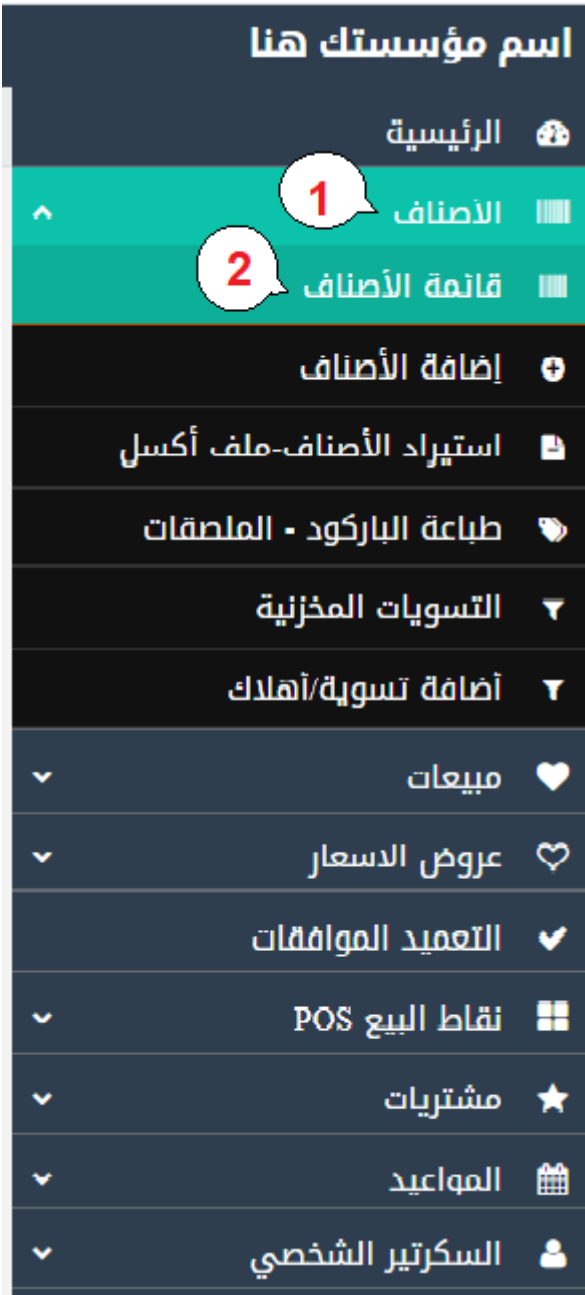 اسم مؤسستك هنا
الرئيسية
الاصناف
1
قائمة الأصناف
2
إضافة الأصناف
استيراد الأصناف-ملف أكسل
طباعة الباركود - الملصقات
التسويات المخزنية
أضافة تسوية/أهلاك
مبيعات
عروض الاسعار
التعميد الموافقات
نقاط البيع POS
مشتريات
المواعيد
السكرتير الشخصي